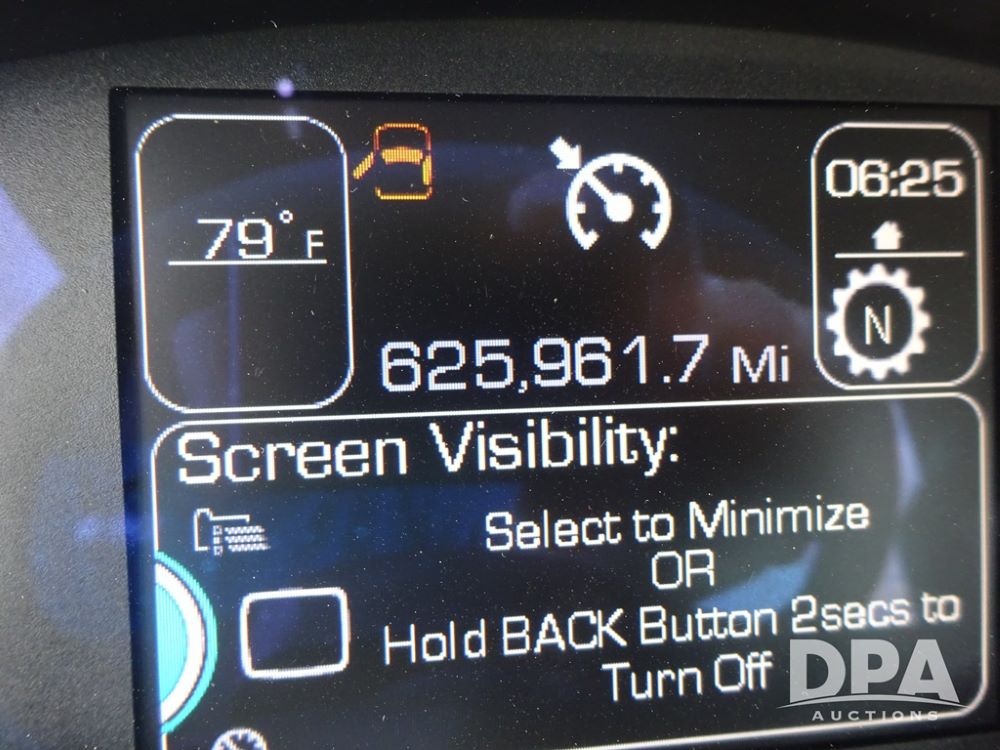 79° F
06:25
N
625,961.7 Mi
Screen Visibility:
Select to Minimize
OR
Hold BACK Button 2secs to
Turn Off
DPA
AUCTIONS